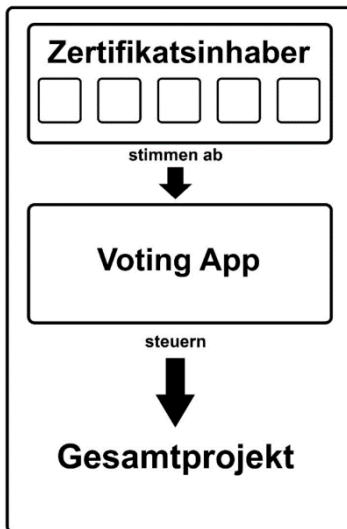 Zertifikatsinhaber
stimmen ab
Voting App
steuern
Gesamtprojekt